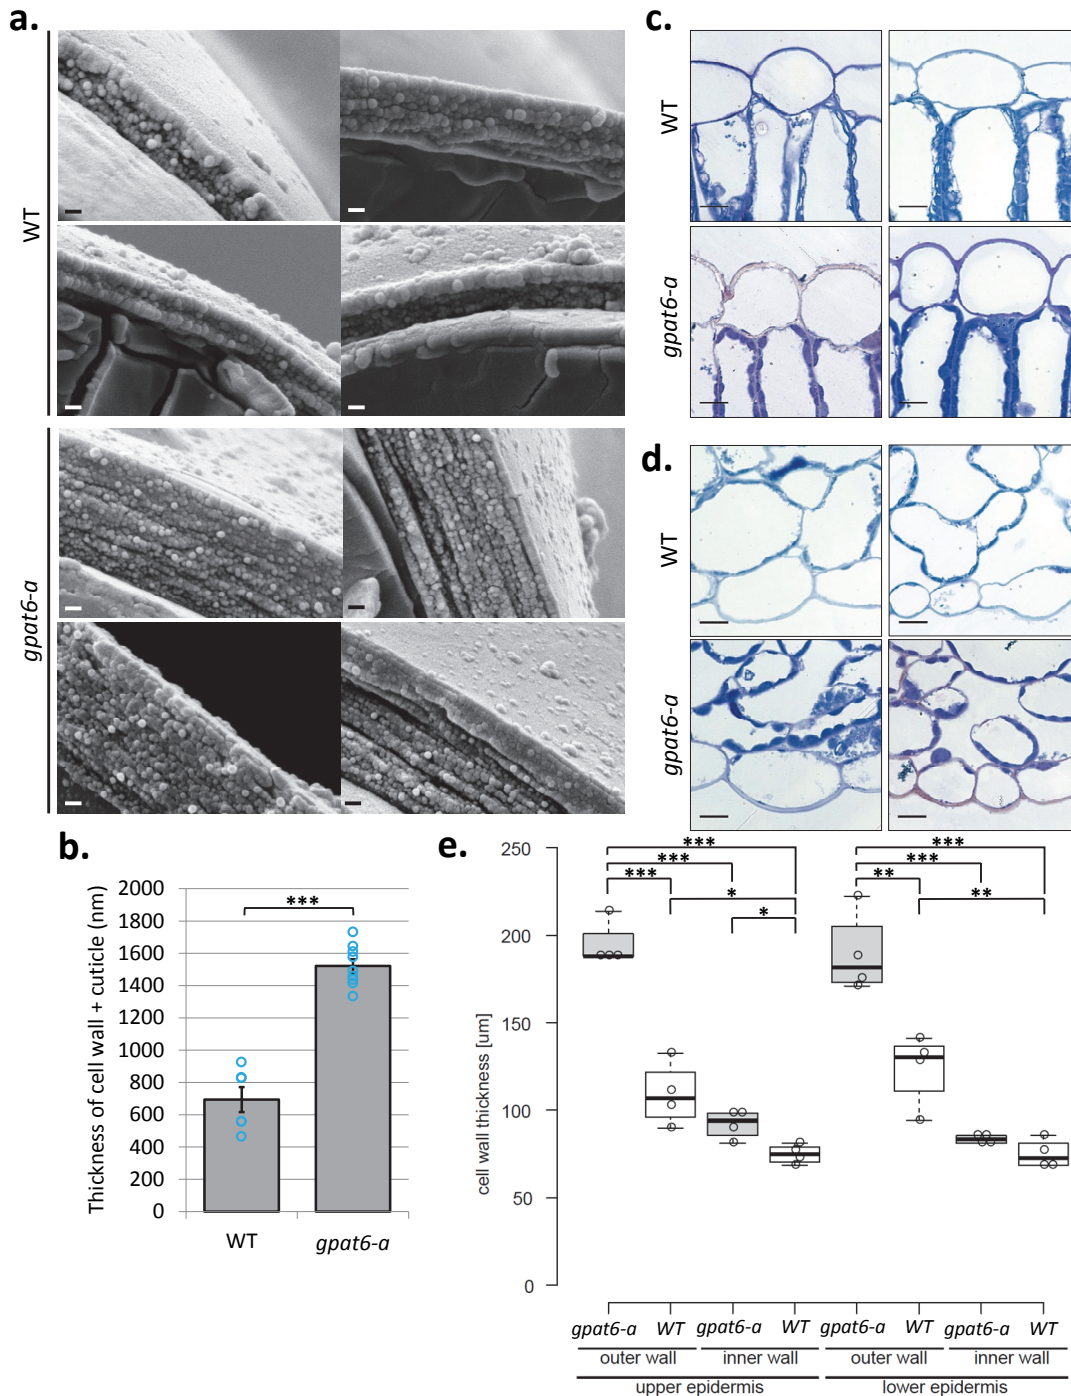 a.
WT
gpat6-a
b.
Thickness of cell wall + cuticle (nm)
2000
1800
1600
1400
1200
1000
800
600
400
200
0
***
WT
gpat6-a
c.
WT
gpat6-a
d.
WT
gpat6-a
e.
cell wall thickness [um]
250
200
150
100
50
0
***
***
***
*
*
***
***
**
**
gpat6-a WT gpat6-a WT gpat6-a WT gpat6-a WT
outer wall inner wall outer wall inner wall
upper epidermis lower epidermis